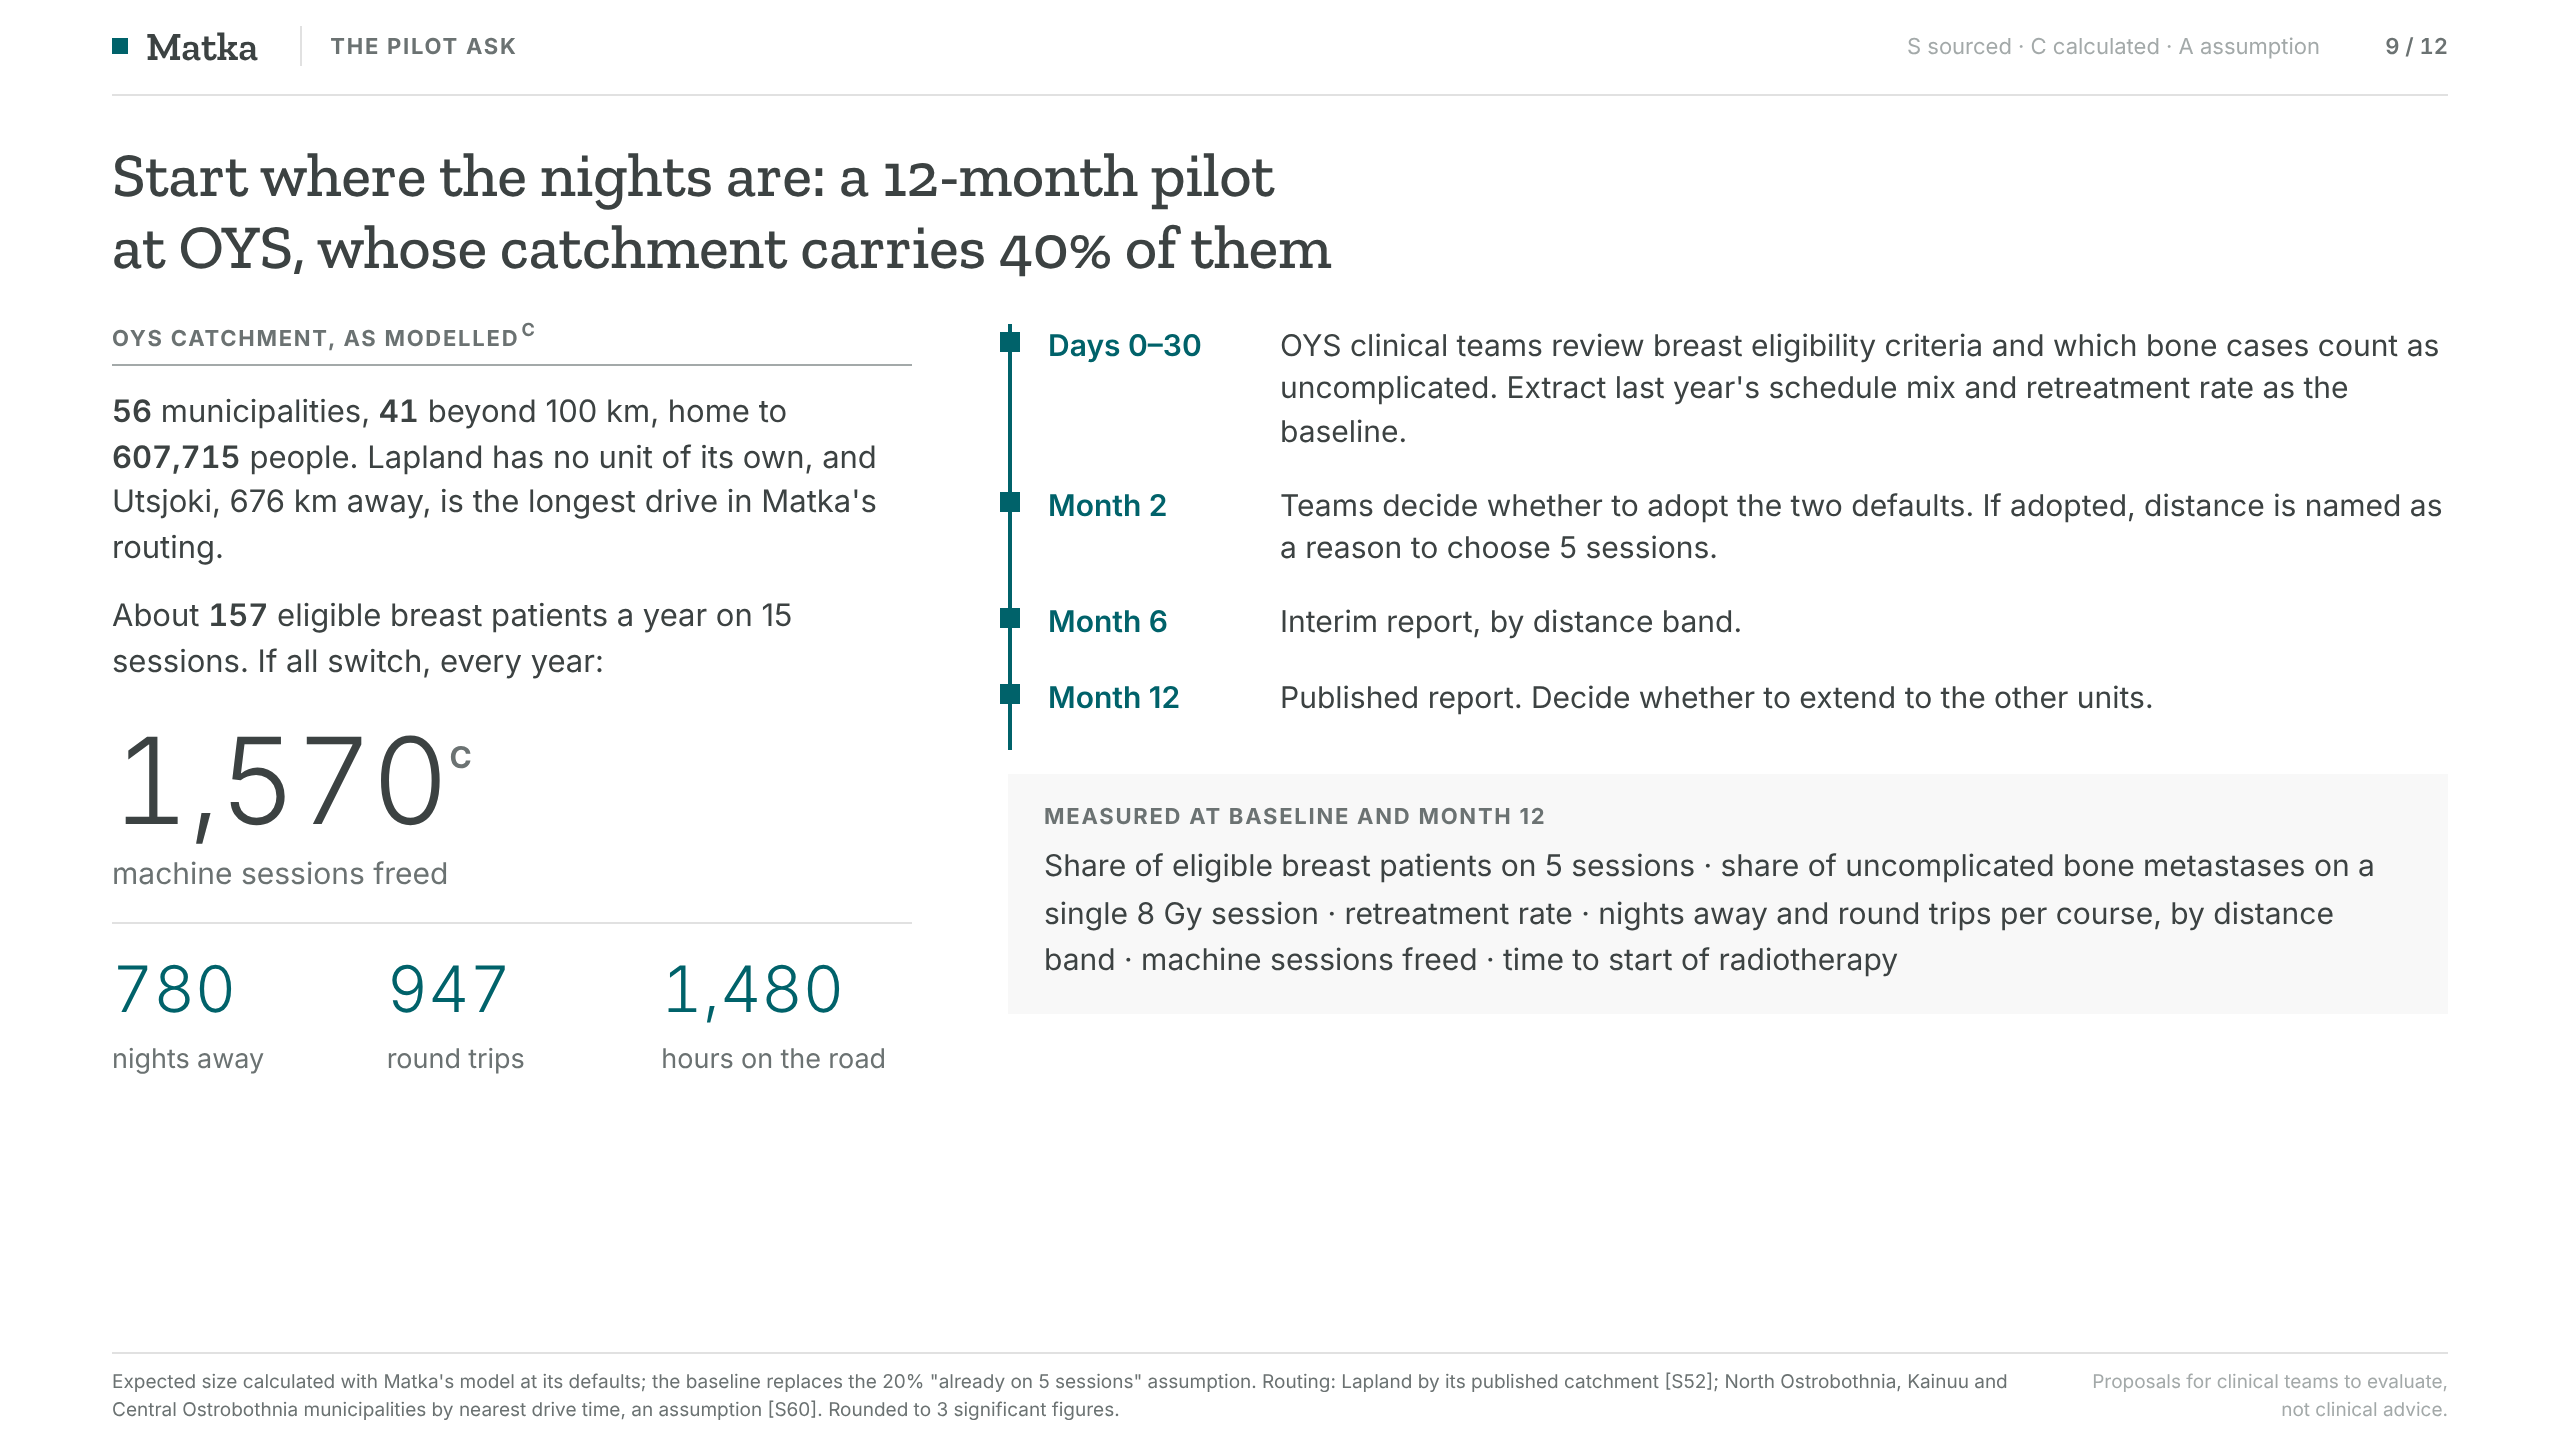 Matka
THE PILOT ASK
S sourced · C calculated · A assumption
9 / 12
Start where the nights are: a 12-month pilot
at OYS, whose catchment carries 40% of them
OYS CATCHMENT, AS MODELLED C
56 municipalities, 41 beyond 100 km, home to
607,715 people. Lapland has no unit of its own, and
Utsjoki, 676 km away, is the longest drive in Matka's
routing.
About 157 eligible breast patients a year on 15
sessions. If all switch, every year:
1,570 C
machine sessions freed
780
nights away
947
round trips
1,480
hours on the road
Days 0–30
OYS clinical teams review breast eligibility criteria and which bone cases count as
uncomplicated. Extract last year's schedule mix and retreatment rate as the
baseline.
Month 2
Teams decide whether to adopt the two defaults. If adopted, distance is named as
a reason to choose 5 sessions.
Month 6
Interim report, by distance band.
Month 12
Published report. Decide whether to extend to the other units.
MEASURED AT BASELINE AND MONTH 12
Share of eligible breast patients on 5 sessions · share of uncomplicated bone metastases on a
single 8 Gy session · retreatment rate · nights away and round trips per course, by distance
band · machine sessions freed · time to start of radiotherapy
Expected size calculated with Matka's model at its defaults; the baseline replaces the 20% "already on 5 sessions" assumption. Routing: Lapland by its published catchment [S52]; North Ostrobothnia, Kainuu and
Central Ostrobothnia municipalities by nearest drive time, an assumption [S60]. Rounded to 3 significant figures.
Proposals for clinical teams to evaluate,
not clinical advice.